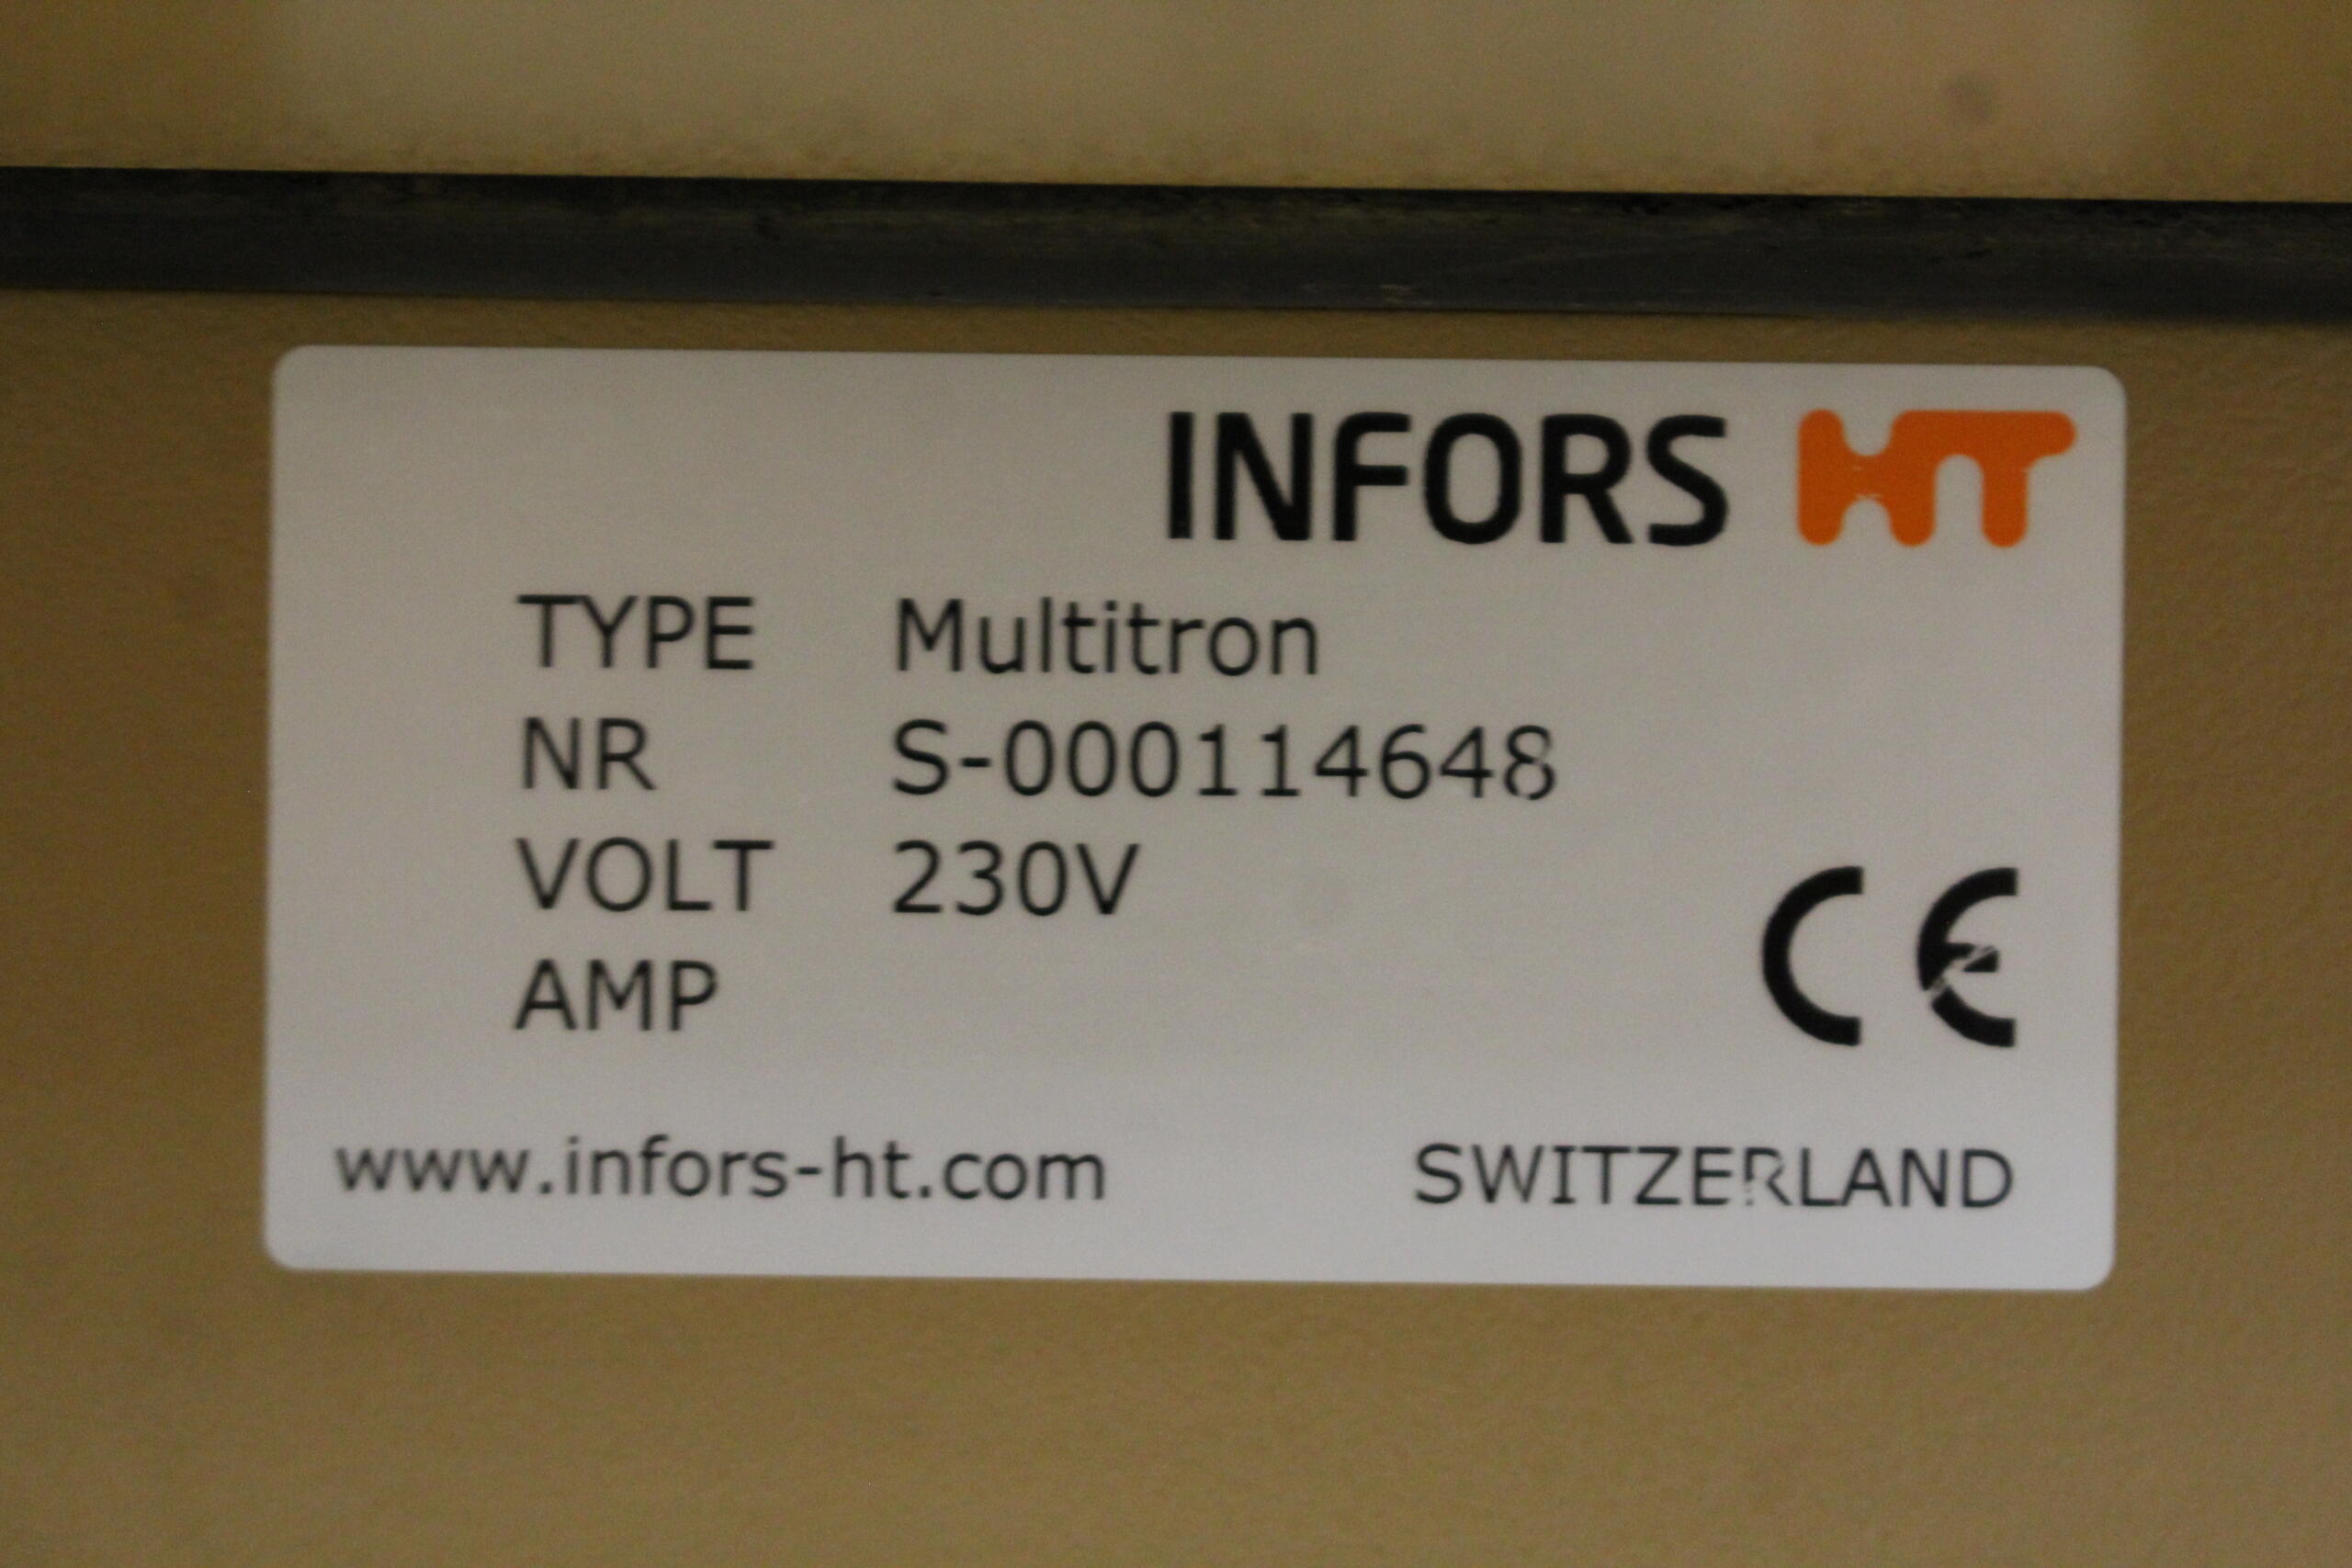 INFORS HT
TYPE Multitron
NR S-000114648
VOLT 230V
AMP
CE
www.infors-ht.com SWITZERLAND